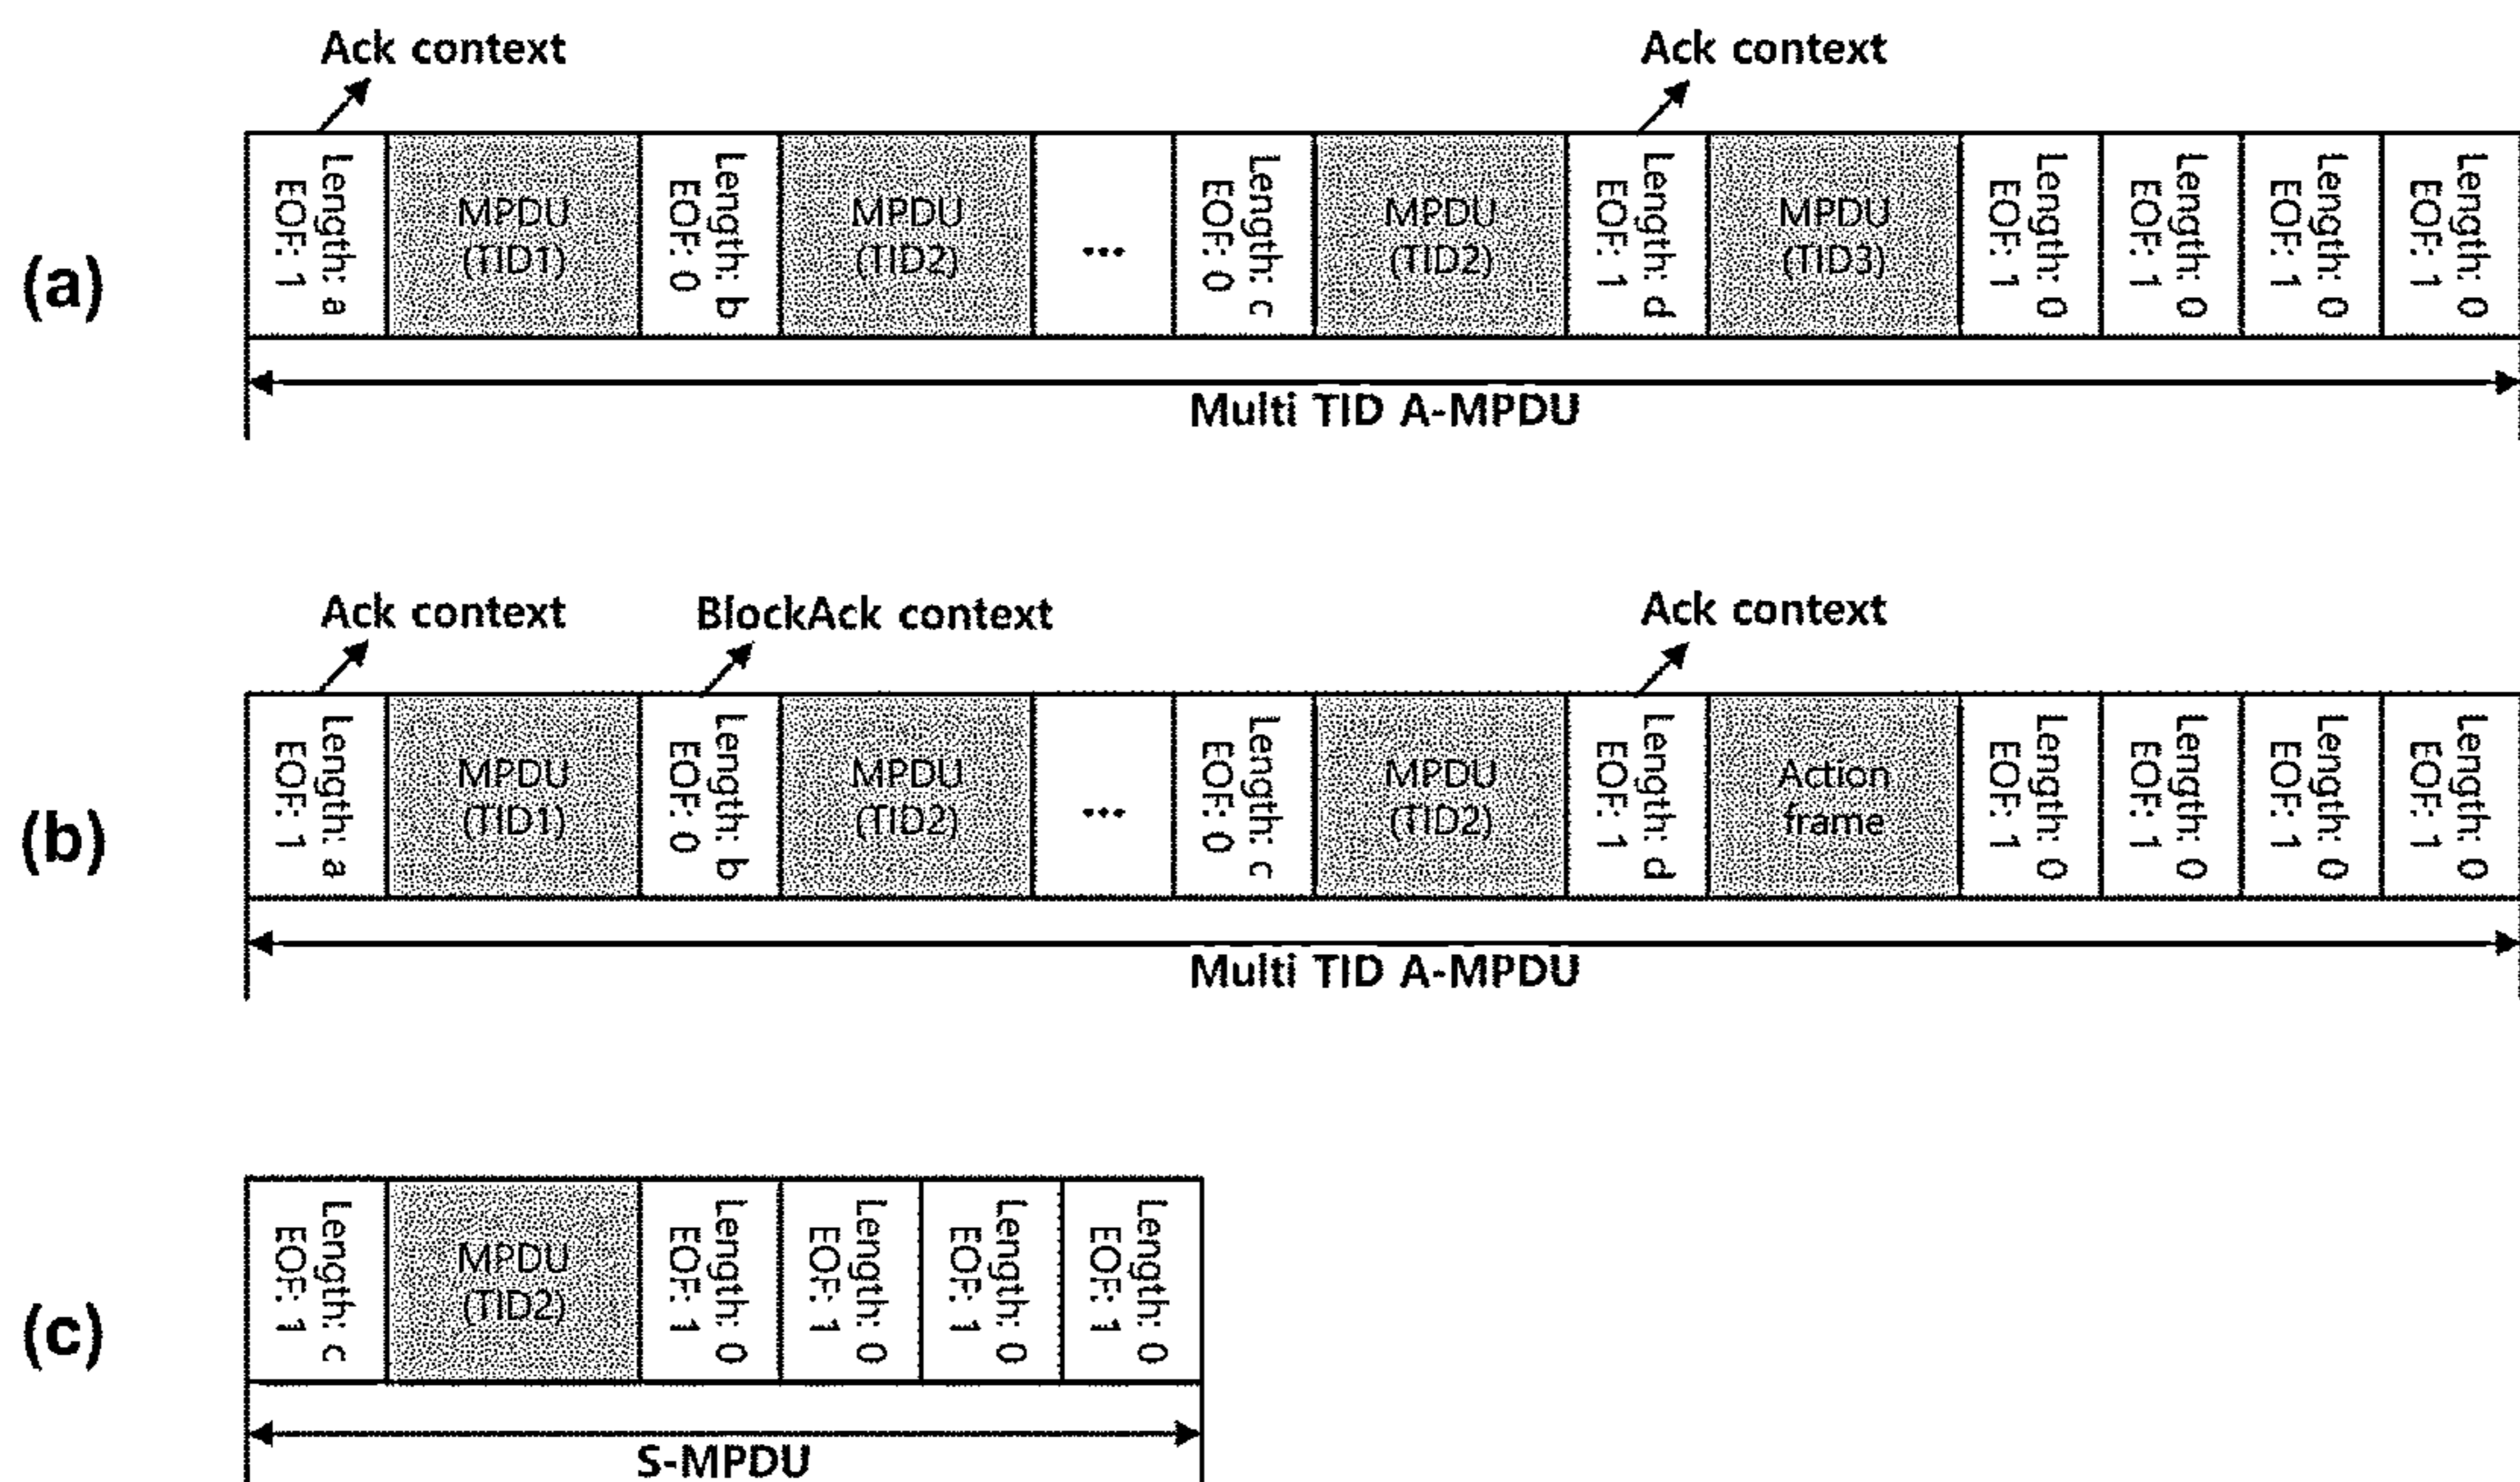 Ack context
Ack context
(a)
Length: a
EOF: 1
MPDU
(TID1)
Length: b
EOF: 0
MPDU
(TID2)
...
Length: c
EOF: 0
MPDU
(TID2)
Length: d
EOF: 1
MPDU
(TID3)
Length: 0
EOF: 1
Length: 0
EOF: 1
Length: 0
EOF: 1
Length: 0
EOF: 1
Multi TID A-MPDU
Ack context
BlockAck context
Ack context
(b)
Length: a
EOF: 1
MPDU
(TID1)
Length: b
EOF: 0
MPDU
(TID2)
...
Length: c
EOF: 0
MPDU
(TID2)
Length: d
EOF: 1
Action
frame
Length: 0
EOF: 1
Length: 0
EOF: 1
Length: 0
EOF: 1
Length: 0
EOF: 1
Multi TID A-MPDU
(c)
Length: c
EOF: 1
MPDU
(TID2)
Length: 0
EOF: 1
Length: 0
EOF: 1
Length: 0
EOF: 1
Length: 0
EOF: 1
S-MPDU